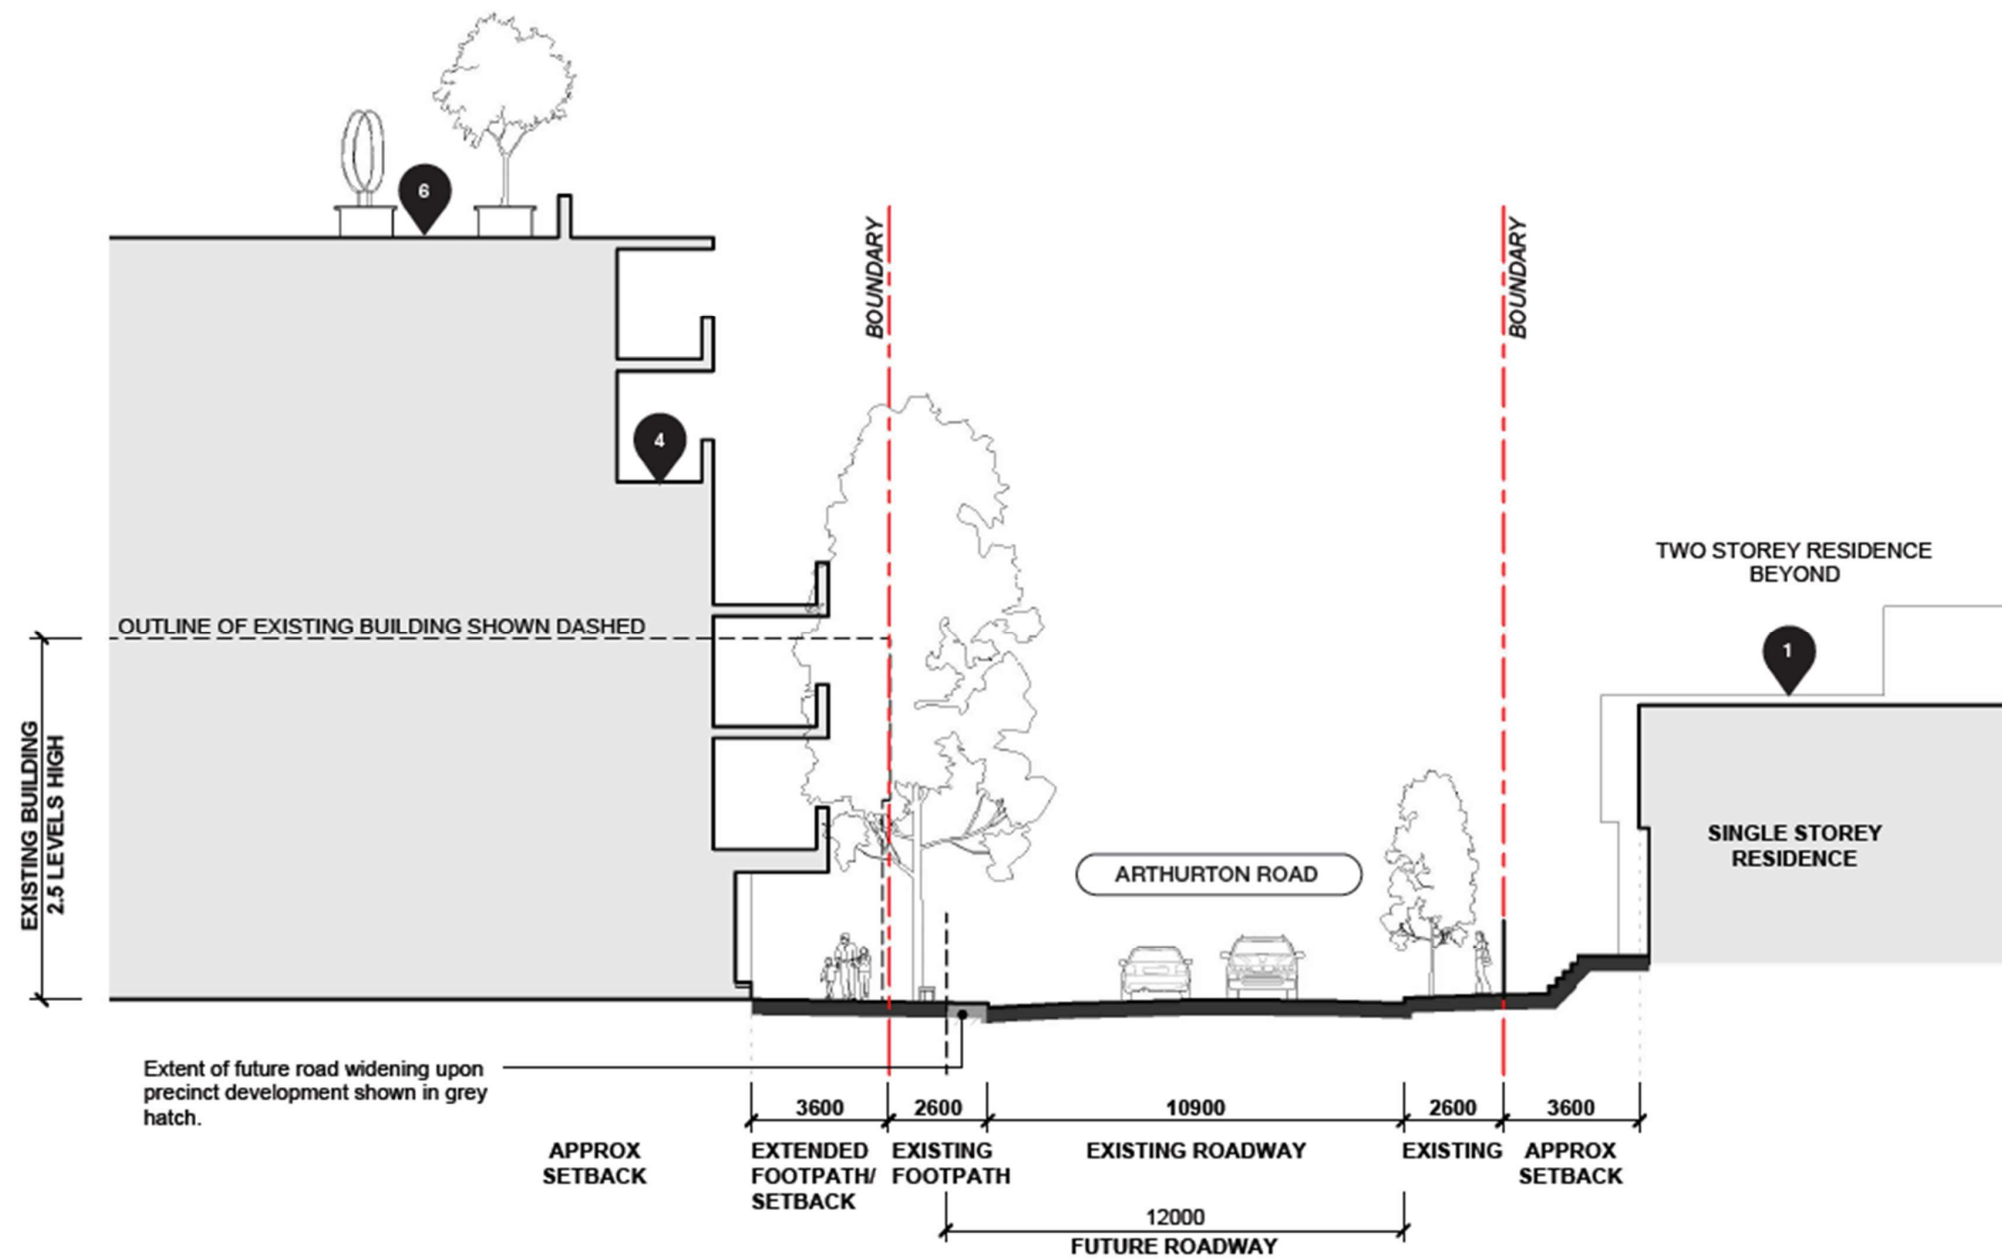 6
BOUNDARY
BOUNDARY
4
TWO STOREY RESIDENCE
BEYOND
OUTLINE OF EXISTING BUILDING SHOWN DASHED
1
EXISTING BUILDING
2.5 LEVELS HIGH
SINGLE STOREY
RESIDENCE
ARTHURTON ROAD
Extent of future road widening upon
precinct development shown in grey
hatch.
3600
2600
10900
2600
3600
APPROX
SETBACK
EXTENDED
FOOTPATH/
SETBACK
EXISTING
FOOTPATH
EXISTING ROADWAY
EXISTING
APPROX
SETBACK
12000
FUTURE ROADWAY